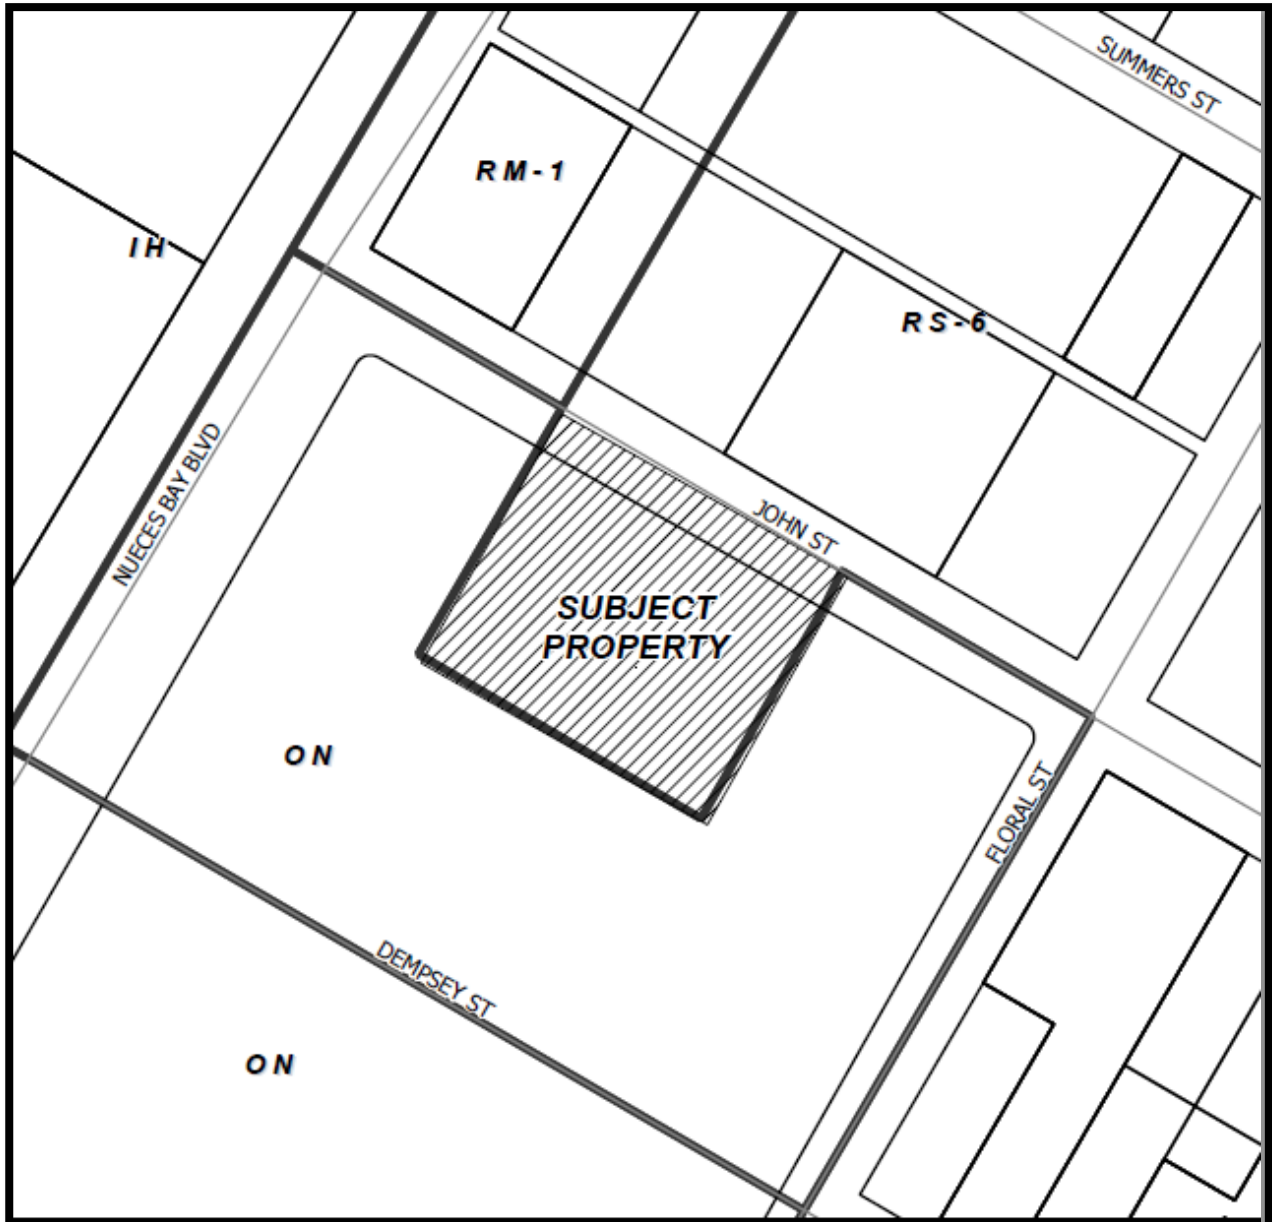 SUMMERS ST
RM-1
IH
RS-6
NUECES BAY BLVD
JOHN ST
SUBJECT
PROPERTY
ON
FLORAL ST
DEMPSEY ST
ON